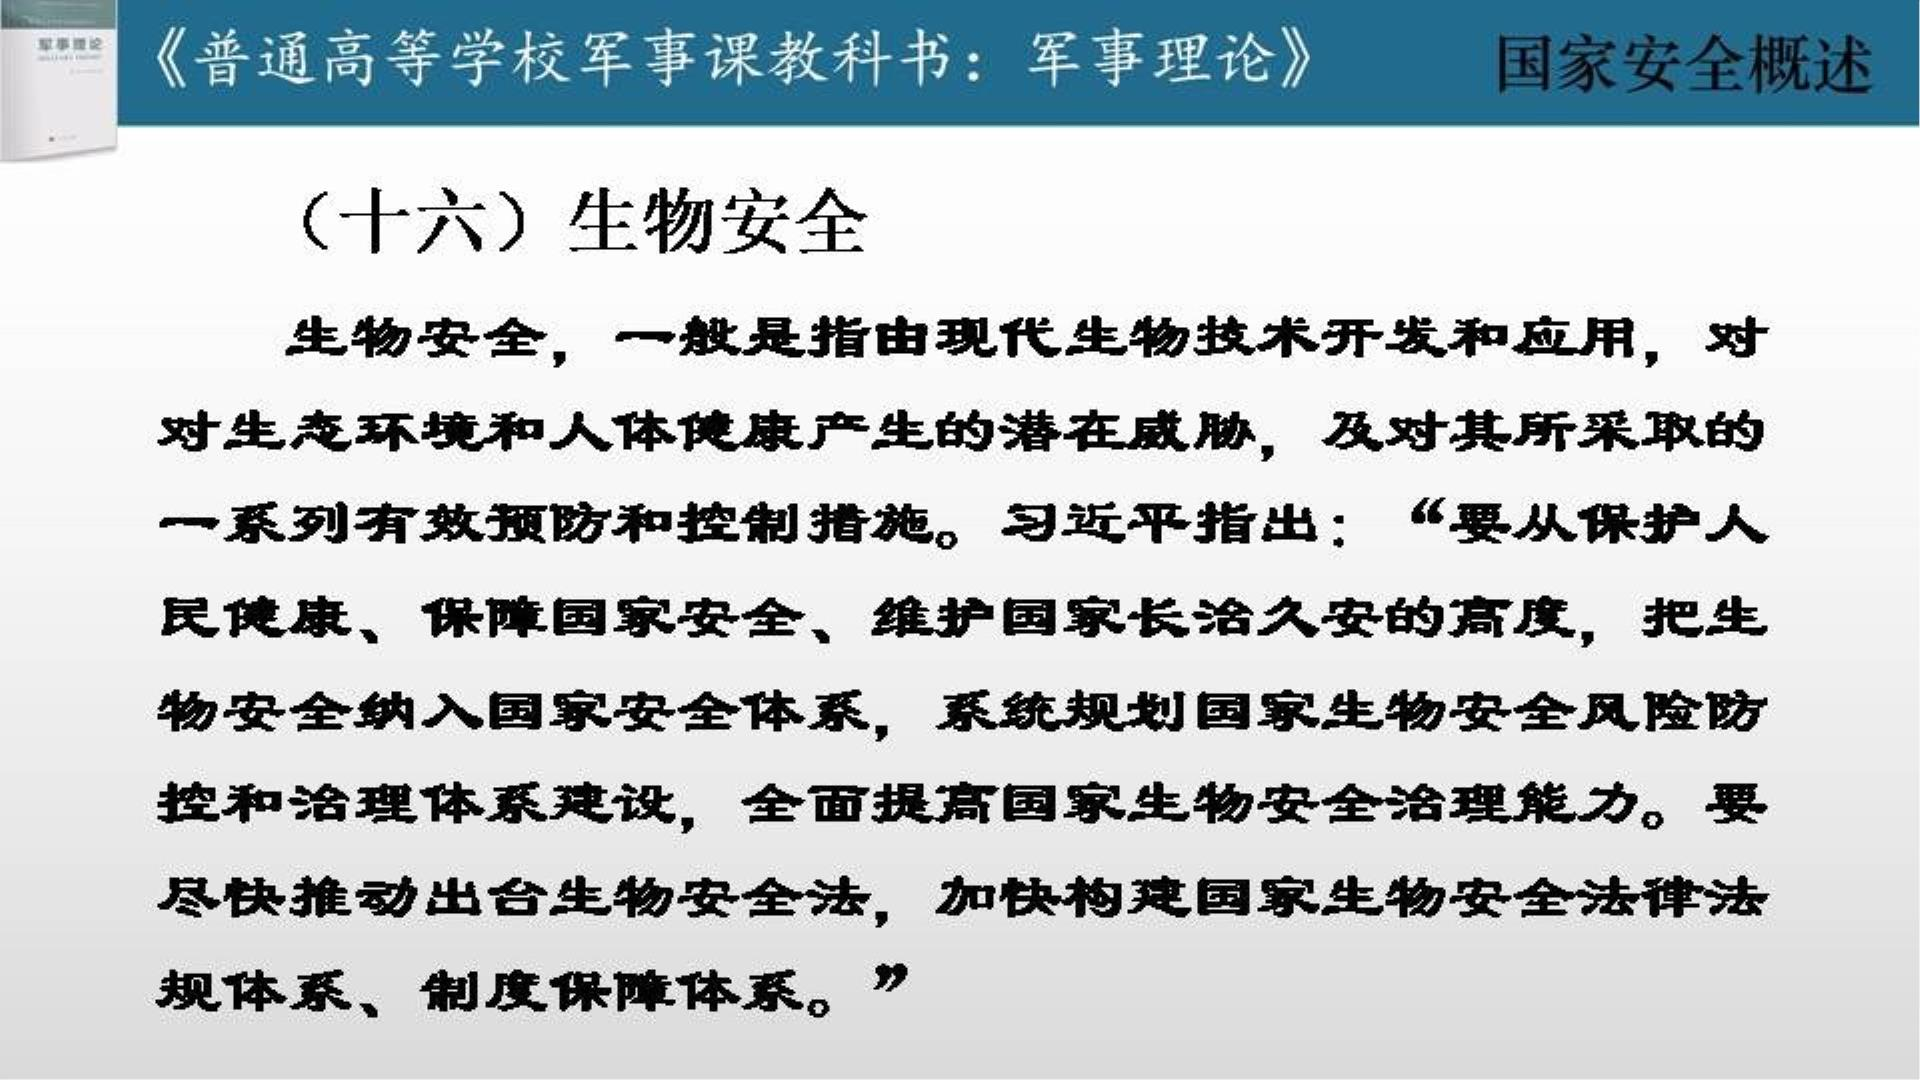 军事理论
《普通高等学校军事课教科书：军事理论》
国家安全概述
（十六）生物安全
生物安全，一般是指由现代生物技术开发和应用，对
对生态环境和人体健康产生的潜在威胁，及对其所采取的
一系列有效预防和控制措施。习近平指出：“要从保护人
民健康、保障国家安全、维护国家长治久安的高度，把生
物安全纳入国家安全体系，系统规划国家生物安全风险防
控和治理体系建设，全面提高国家生物安全治理能力。要
尽快推动出台生物安全法，加快构建国家生物安全法律法
规体系、制度保障体系。”